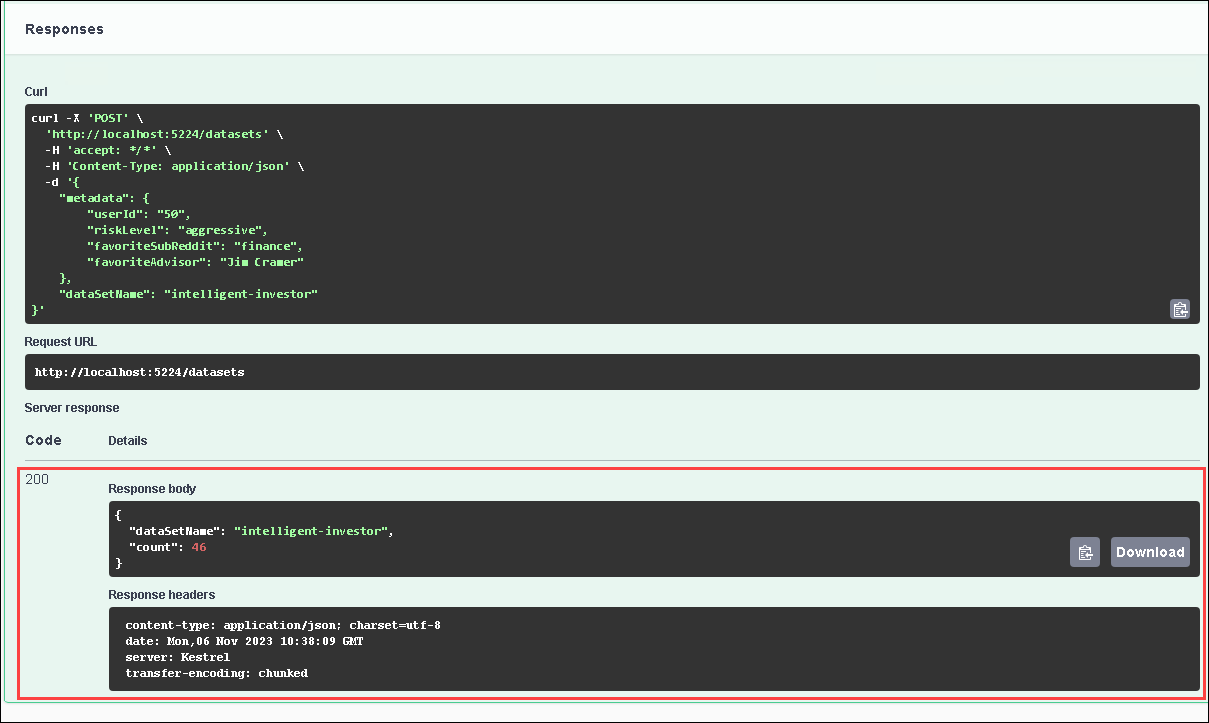 Responses
Curl
curl -X 'POST' \
  'http://localhost:5224/datasets' \
  -H 'accept: */*' \
  -H 'Content-Type: application/json' \
  -d '{
    "metadata": {
        "userId": "50",
        "riskLevel": "aggressive",
        "favoriteSubReddit": "finance",
        "favoriteAdvisor": "Jim Cramer"
    },
    "dataSetName": "intelligent-investor"
}'
Request URL
http://localhost:5224/datasets
Server response
Code Details
200
Response body
{
  "dataSetName": "intelligent-investor",
  "count": 46
}
Download
Response headers
content-type: application/json; charset=utf-8
date: Mon,06 Nov 2023 10:38:09 GMT
server: Kestrel
transfer-encoding: chunked